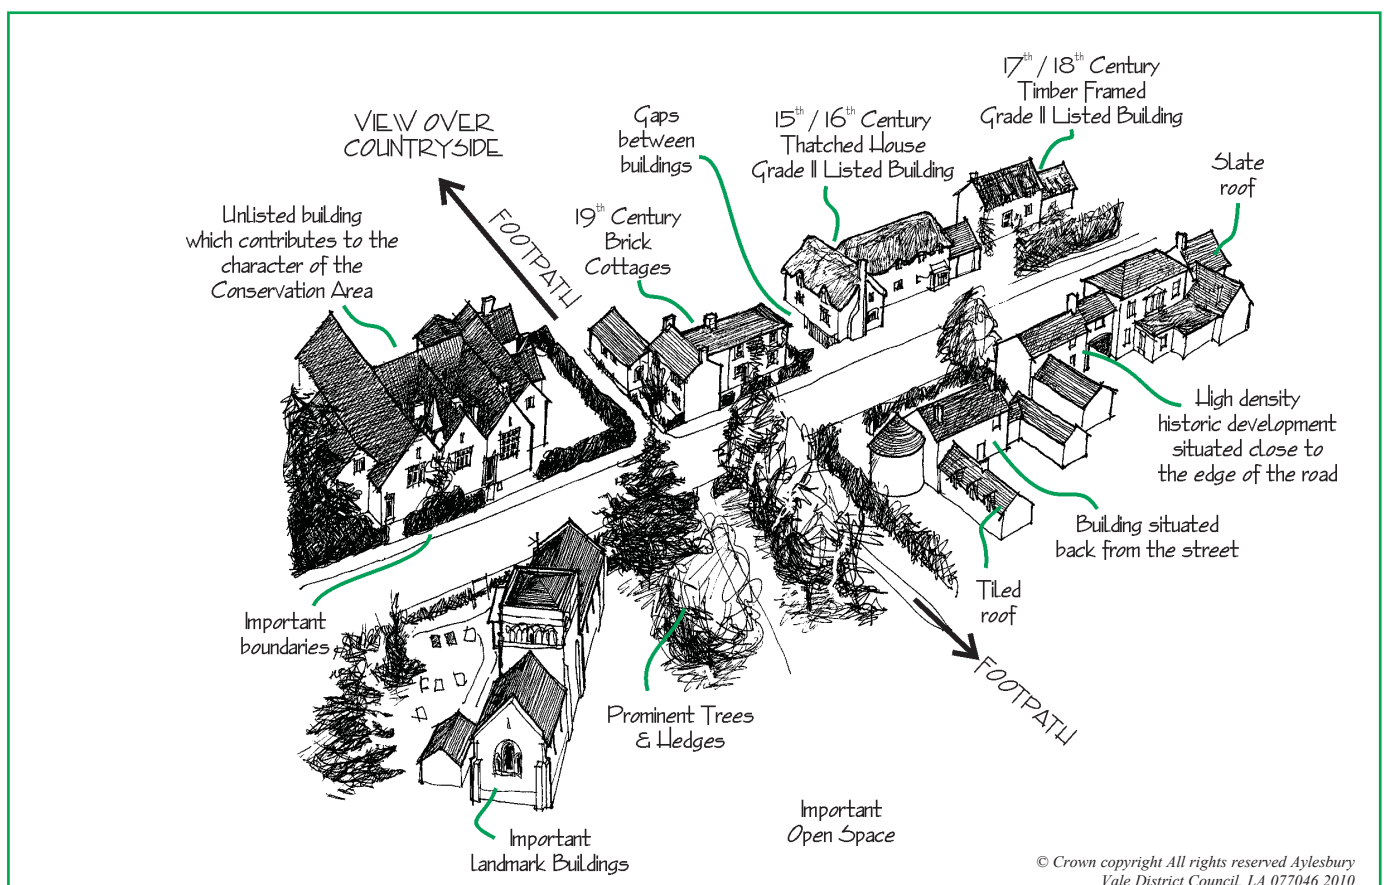 17th / 18th Century
Timber Framed
Grade II Listed Building
VIEW OVER
COUNTRYSIDE
Gaps
between
buildings
15th / 16th Century
Thatched House
Grade II Listed Building
Slate
roof
Unlisted building
which contributes to the
character of the
Conservation Area
FOOTPATH
19th Century
Brick
Cottages
High density
historic development
situated close to
the edge of the road
Building situated
back from the street
Tiled
roof
Important
boundaries
FOOTPATH
Prominent Trees
& Hedges
Important
Open Space
Important
Landmark Buildings
© Crown copyright All rights reserved Aylesbury
Vale District Council. LA 077046 2010